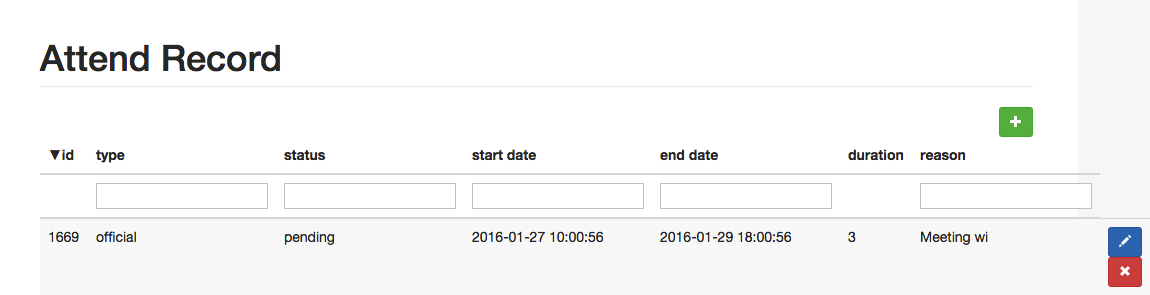 Attend Record
▼id type status start date end date duration reason
1669 official pending 2016-01-27 10:00:56 2016-01-29 18:00:56 3 Meeting wi